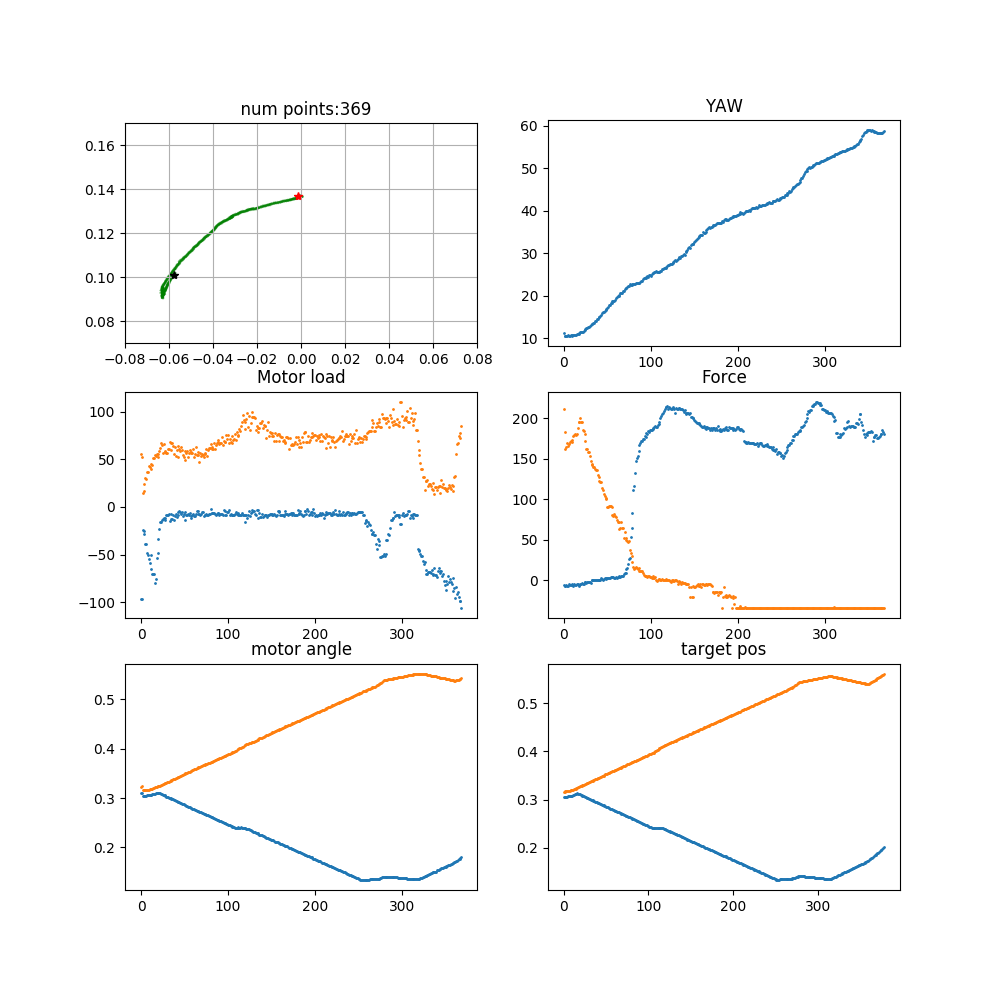 num points:369
0.16
0.14
0.12
0.10
0.08
−0.08 −0.06 −0.04 −0.02 0.00 0.02 0.04 0.06 0.08
YAW
60
50
40
30
20
10
0 100 200 300
Motor load
100
50
0
−50
−100
0 100 200 300
Force
200
150
100
50
0
0 100 200 300
motor angle
0.5
0.4
0.3
0.2
0 100 200 300
target pos
0.5
0.4
0.3
0.2
0 100 200 300